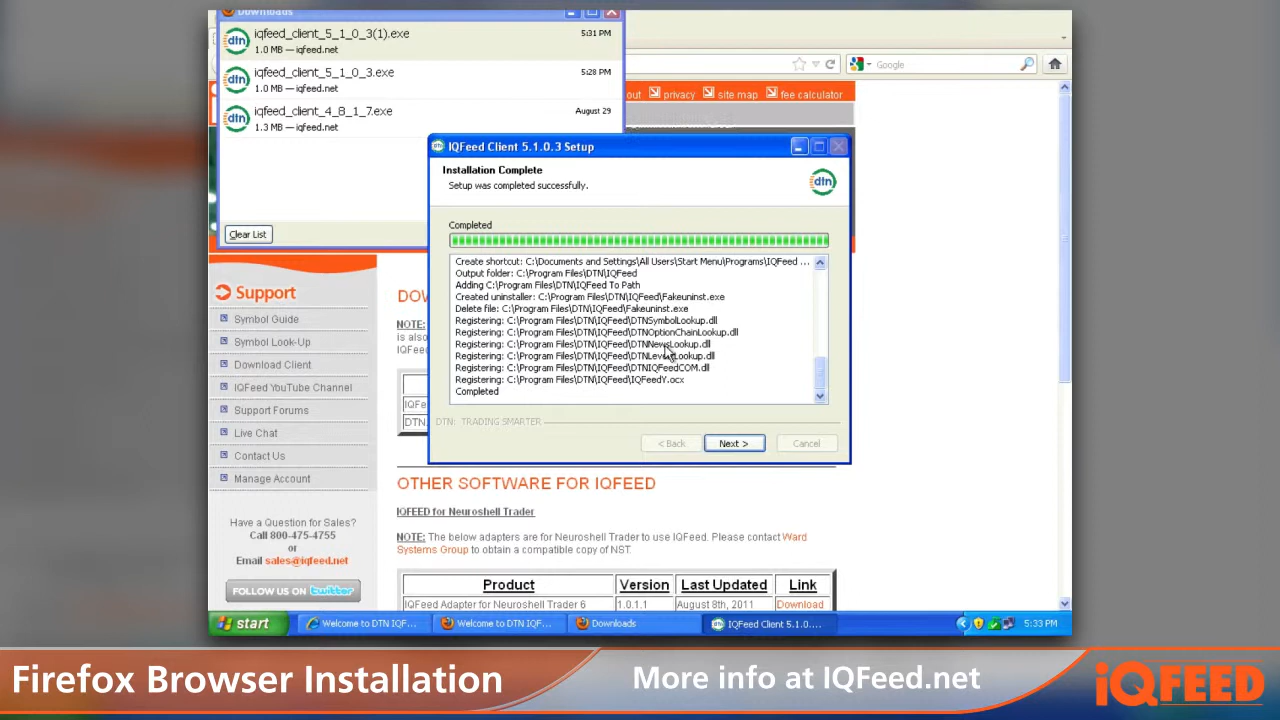 Downloads
iqfeed_client_5_1_0_3(1).exe
5:31 PM
1.0 MB — iqfeed.net
iqfeed_client_5_1_0_3.exe
5:28 PM
1.0 MB — iqfeed.net
iqfeed_client_4_8_1_7.exe
August 29
1.3 MB — iqfeed.net
Clear List
Google
out privacy site map fee calculator
IQFeed Client 5.1.0.3 Setup
Installation Complete
Setup was completed successfully.
dtn
Completed
Create shortcut: C:\Documents and Settings\All Users\Start Menu\Programs\IQFeed ...
Output folder: C:\Program Files\DTN\IQFeed
Adding C:\Program Files\DTN\IQFeed To Path
Created uninstaller: C:\Program Files\DTN\IQFeed\Fakeuninst.exe
Delete file: C:\Program Files\DTN\IQFeed\Fakeuninst.exe
Registering: C:\Program Files\DTN\IQFeed\DTNSymbolLookup.dll
Registering: C:\Program Files\DTN\IQFeed\DTNOptionChainLookup.dll
Registering: C:\Program Files\DTN\IQFeed\DTNNewsLookup.dll
Registering: C:\Program Files\DTN\IQFeed\
Registering: C:\Program Files\DTN\IQFeed\DTNIQFeedCOM.dll
Registering: C:\Program Files\DTN\IQFeed\IQFeedY.ocx
Completed
DTN: TRADING SMARTER
< Back
Next >
Cancel
Support
Symbol Guide
Symbol Look-Up
Download Client
IQFeed YouTube Channel
Support Forums
Live Chat
Contact Us
Manage Account
Have a Question for Sales?
Call 800-475-4755
or
Email sales@iqfeed.net
FOLLOW US ON twitter
DO
NOTE:
is also
IQFe
IQFe
DTN
OTHER SOFTWARE FOR IQFEED
IQFEED for Neuroshell Trader
NOTE: The below adapters are for Neuroshell Trader to use IQFeed. Please contact Ward
Systems Group to obtain a compatible copy of NST.
Product Version Last Updated Link
IQFeed Adapter for Neuroshell Trader 6 1.0.1.1 August 8th, 2011 Download
start
Welcome to DTN IQF...
Welcome to DTN IQF...
Downloads
IQFeed Client 5.1.0....
5:33 PM
Firefox Browser Installation
More info at IQFeed.net
iQFEED